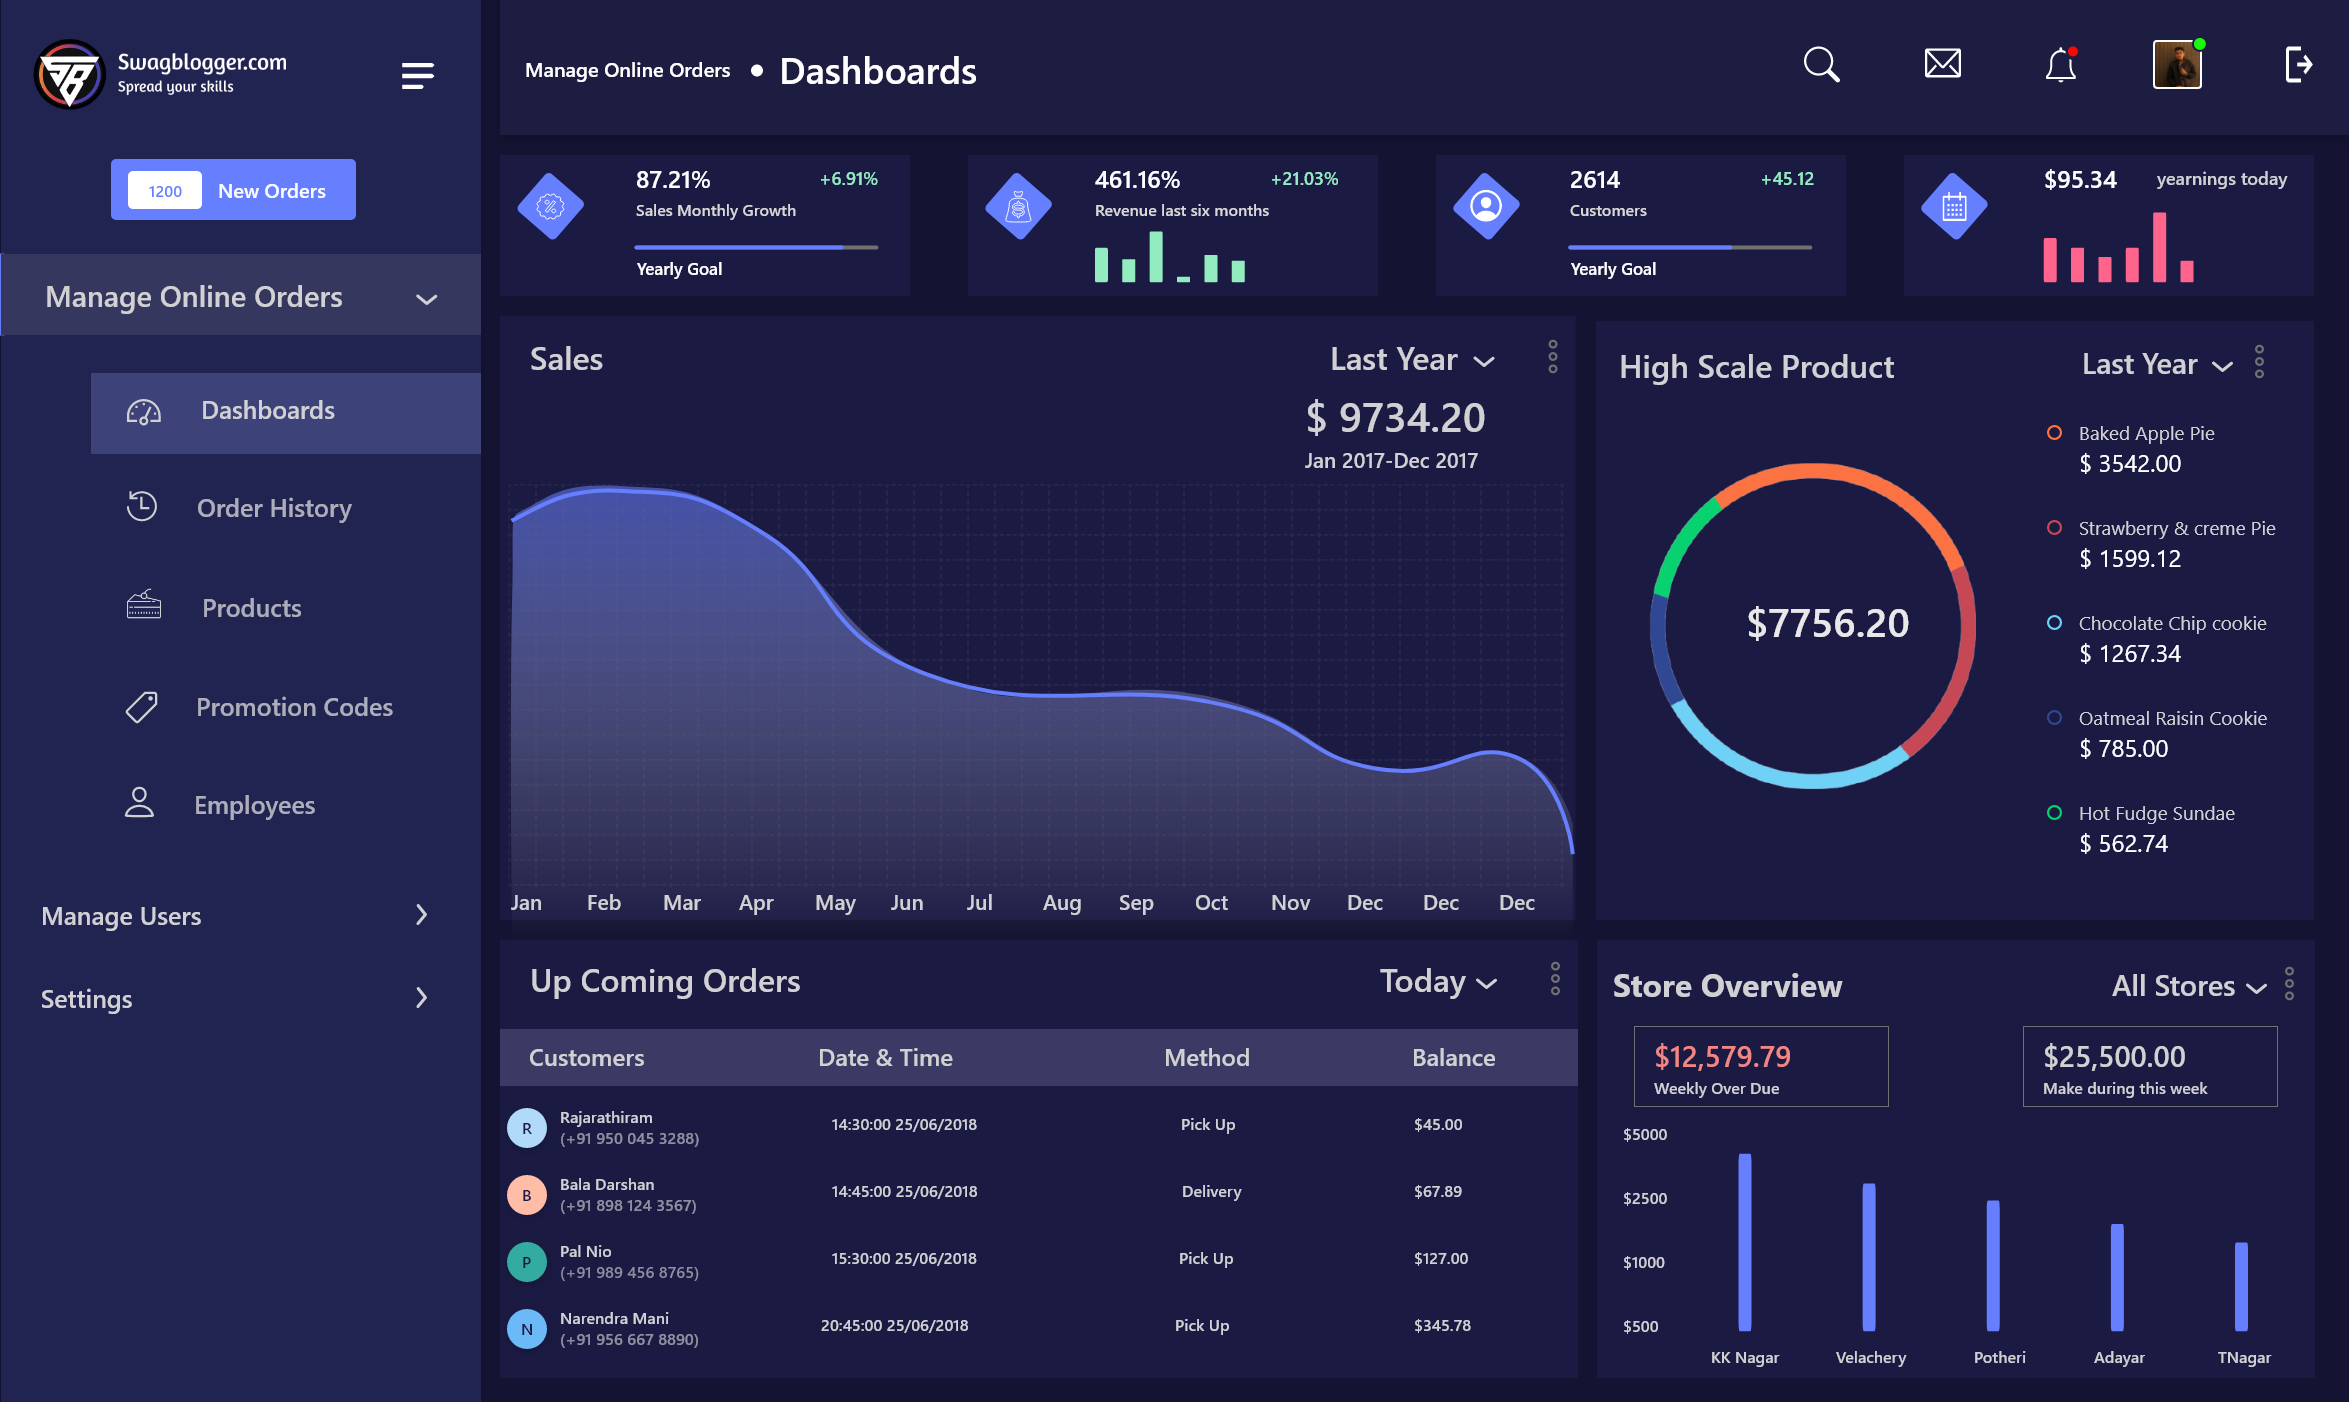 Swagblogger.com
Spread your skills
1200 New Orders
Manage Online Orders
Dashboards
Order History
Products
Promotion Codes
Employees
Manage Users
Settings
Manage Online Orders • Dashboards
87.21% +6.91%
Sales Monthly Growth
Yearly Goal
461.16% +21.03%
Revenue last six months
2614 +45.12
Customers
Yearly Goal
$95.34 yearnings today
Sales
Last Year
$ 9734.20
Jan 2017-Dec 2017
Jan Feb Mar Apr May Jun Jul Aug Sep Oct Nov Dec Dec Dec
High Scale Product
Last Year
$7756.20
Baked Apple Pie
$ 3542.00
Strawberry & creme Pie
$ 1599.12
Chocolate Chip cookie
$ 1267.34
Oatmeal Raisin Cookie
$ 785.00
Hot Fudge Sundae
$ 562.74
Up Coming Orders
Today
Customers Date & Time Method Balance
R Rajarathiram 14:30:00 25/06/2018 Pick Up $45.00
(+91 950 045 3288)
B Bala Darshan 14:45:00 25/06/2018 Delivery $67.89
(+91 898 124 3567)
P Pal Nio 15:30:00 25/06/2018 Pick Up $127.00
(+91 989 456 8765)
N Narendra Mani 20:45:00 25/06/2018 Pick Up $345.78
(+91 956 667 8890)
Store Overview
All Stores
$12,579.79
Weekly Over Due
$25,500.00
Make during this week
$5000
$2500
$1000
$500
KK Nagar Velachery Potheri Adayar TNagar